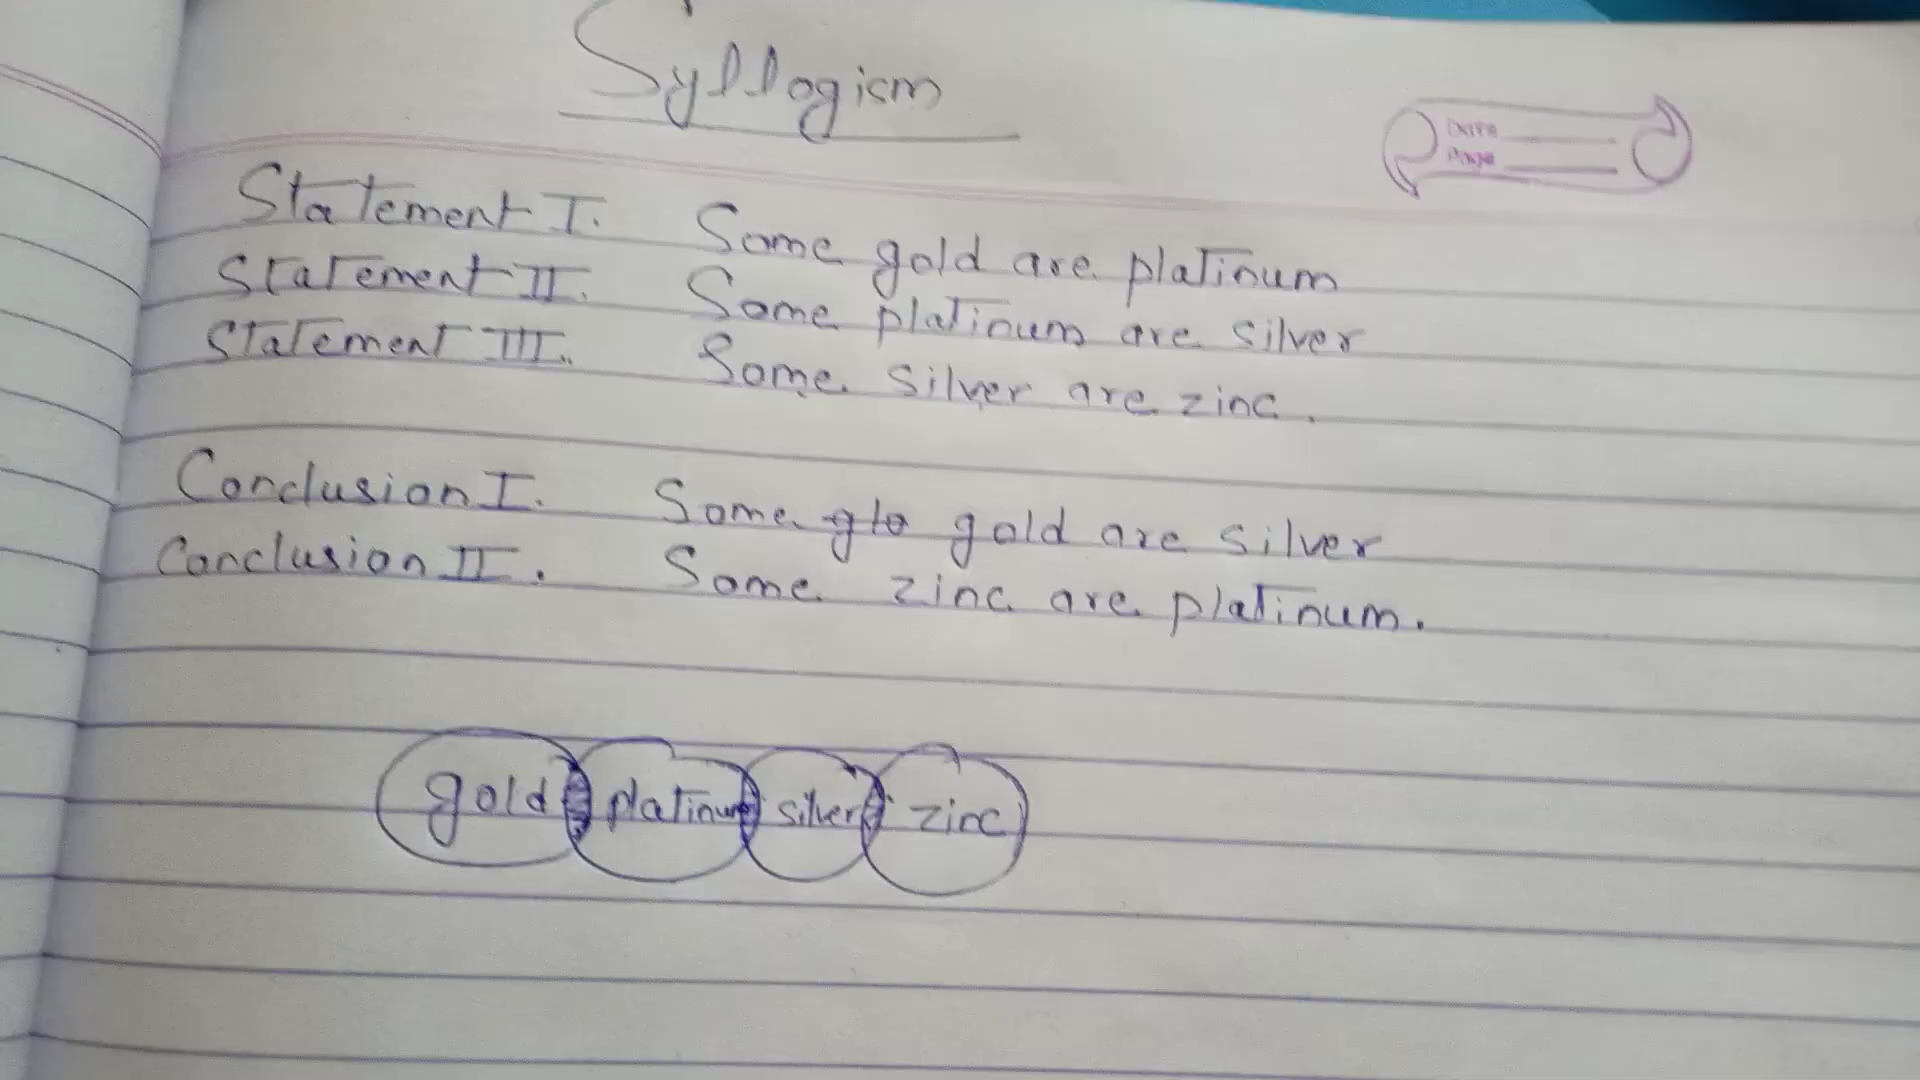 Syllogism
Date
Page
Statement I. Some gold are platinum
Statement II. Some platinum are silver
Statement III. Some silver are zinc.
Conclusion I. Some glo gold are silver
Conclusion II. Some zinc are platinum.
gold platinum silver zinc